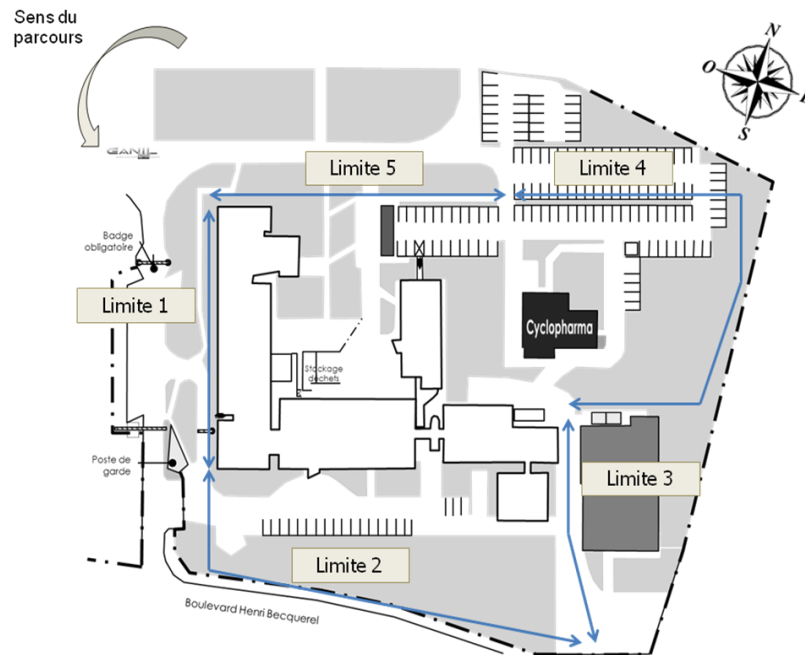 Sens du
parcours
N
O
E
S
GANIL
Limite 5
Limite 4
Badge
obligatoire
Limite 1
Cyclopharma
Stockage
déchets
Poste de
garde
Limite 3
Limite 2
Boulevard Henri Becquerel